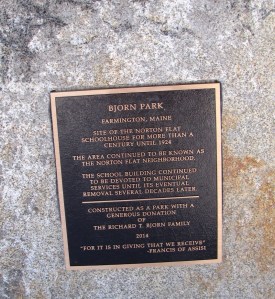 BJORN PARK
FARMINGTON, MAINE
SITE OF THE NORTON FLAT
SCHOOLHOUSE FOR MORE THAN A
CENTURY UNTIL 1924
THE AREA CONTINUED TO BE KNOWN AS
THE NORTON FLAT NEIGHBORHOOD.
THE SCHOOL BUILDING CONTINUED
TO BE DEVOTED TO MUNICIPAL
SERVICES UNTIL ITS EVENTUAL
REMOVAL SEVERAL DECADES LATER
CONSTRUCTED AS A PARK WITH A
GENEROUS DONATION
OF
THE RICHARD T. BJORN FAMILY
2014
"FOR IT IS IN GIVING THAT WE RECEIVE"
-FRANCIS OF ASSISI